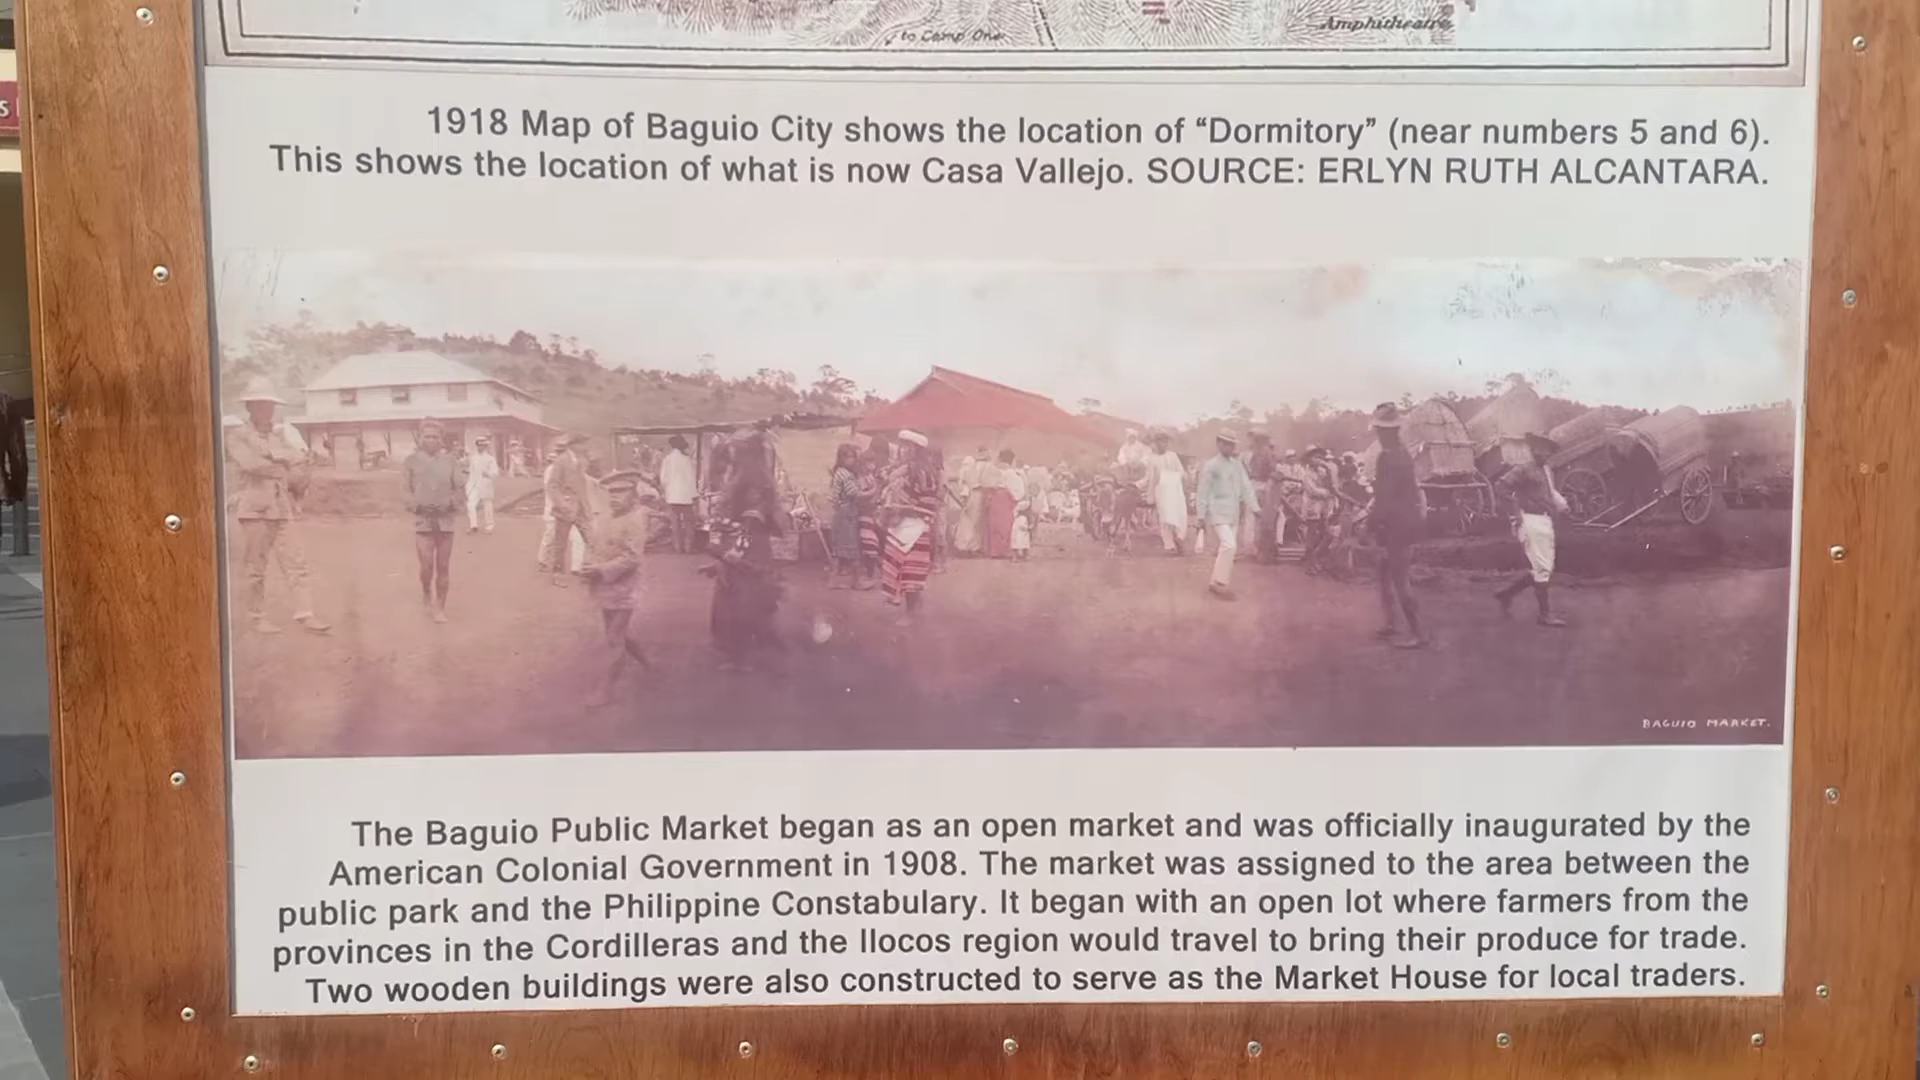 to Camp One
Amphitheatre
1918 Map of Baguio City shows the location of “Dormitory” (near numbers 5 and 6).
This shows the location of what is now Casa Vallejo. SOURCE: ERLYN RUTH ALCANTARA.
BAGUIO MARKET.
The Baguio Public Market began as an open market and was officially inaugurated by the
American Colonial Government in 1908. The market was assigned to the area between the
public park and the Philippine Constabulary. It began with an open lot where farmers from the
provinces in the Cordilleras and the Ilocos region would travel to bring their produce for trade.
Two wooden buildings were also constructed to serve as the Market House for local traders.